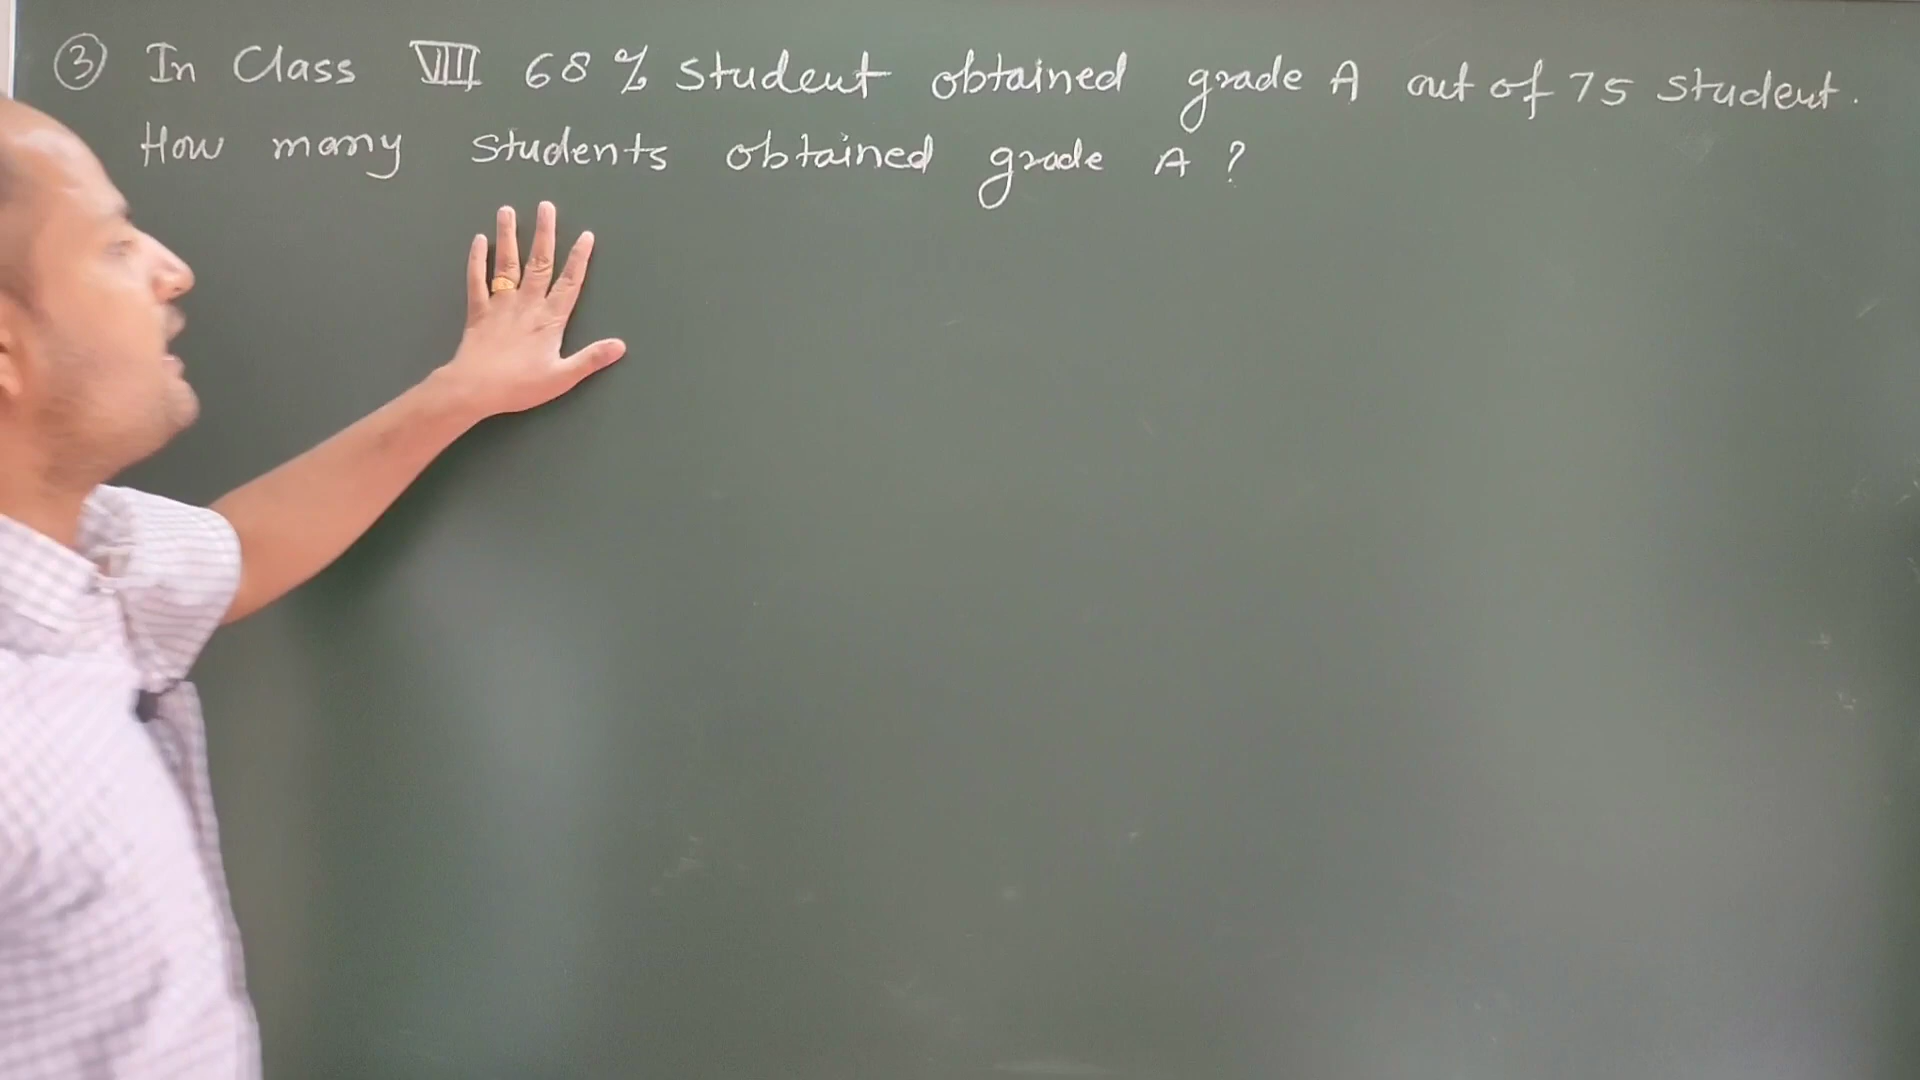 ③ In Class VIII 68% student obtained grade A out of 75 student.
How many students obtained grade A ?